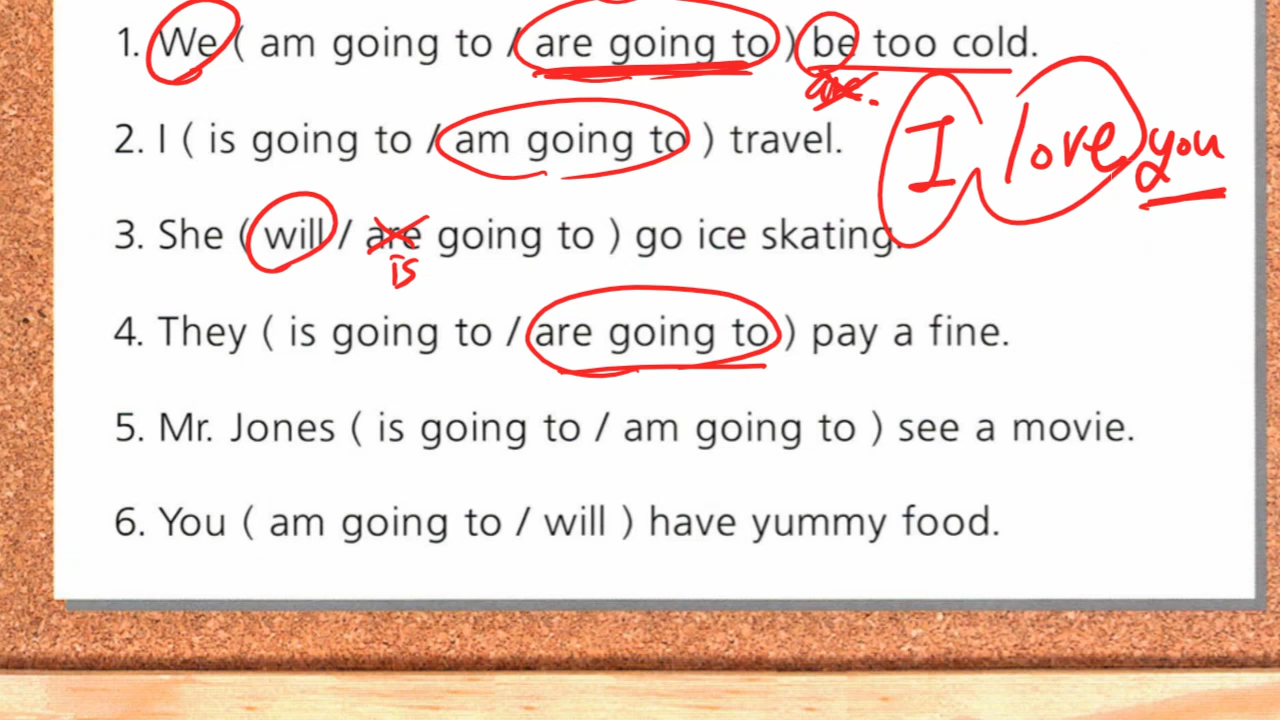 1. We ( am going to / are going to ) be too cold.
are.
2. I ( is going to / am going to ) travel.
I love you
3. She ( will / are going to ) go ice skating.
is
4. They ( is going to / are going to ) pay a fine.
5. Mr. Jones ( is going to / am going to ) see a movie.
6. You ( am going to / will ) have yummy food.